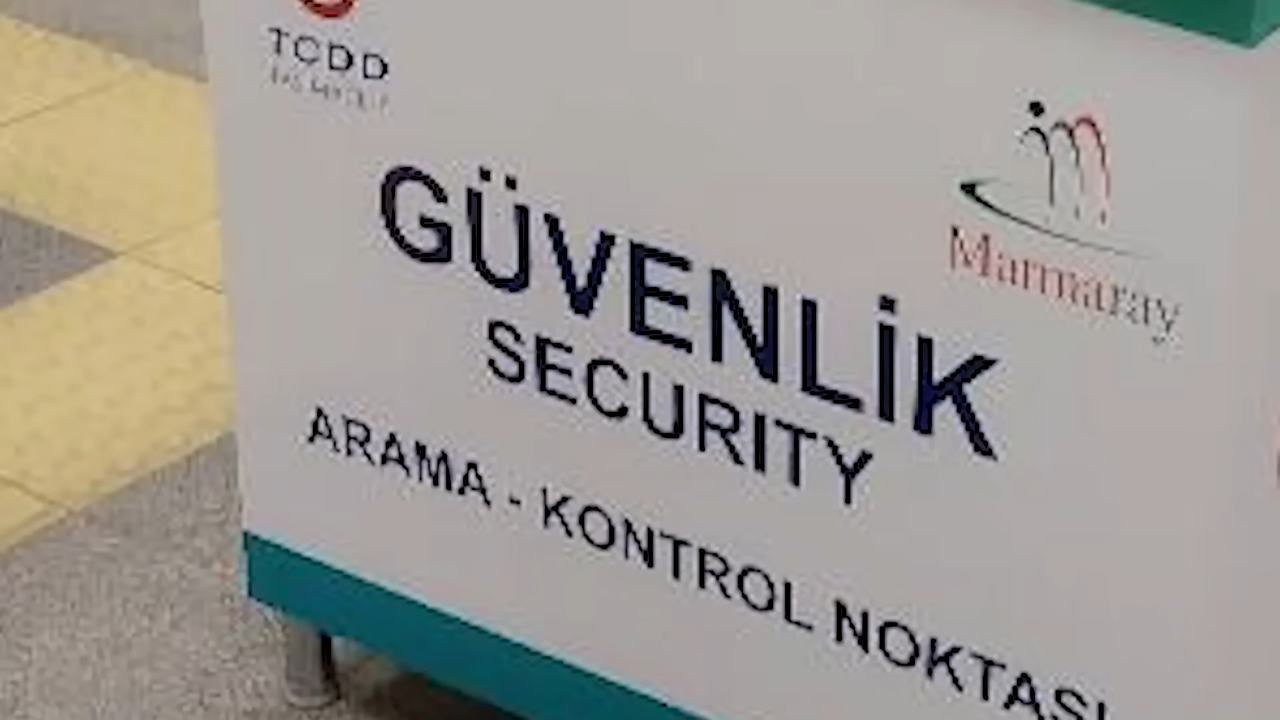 TCDD
Marmaray
GÜVENLİK
SECURITY
ARAMA - KONTROL NOKTASI